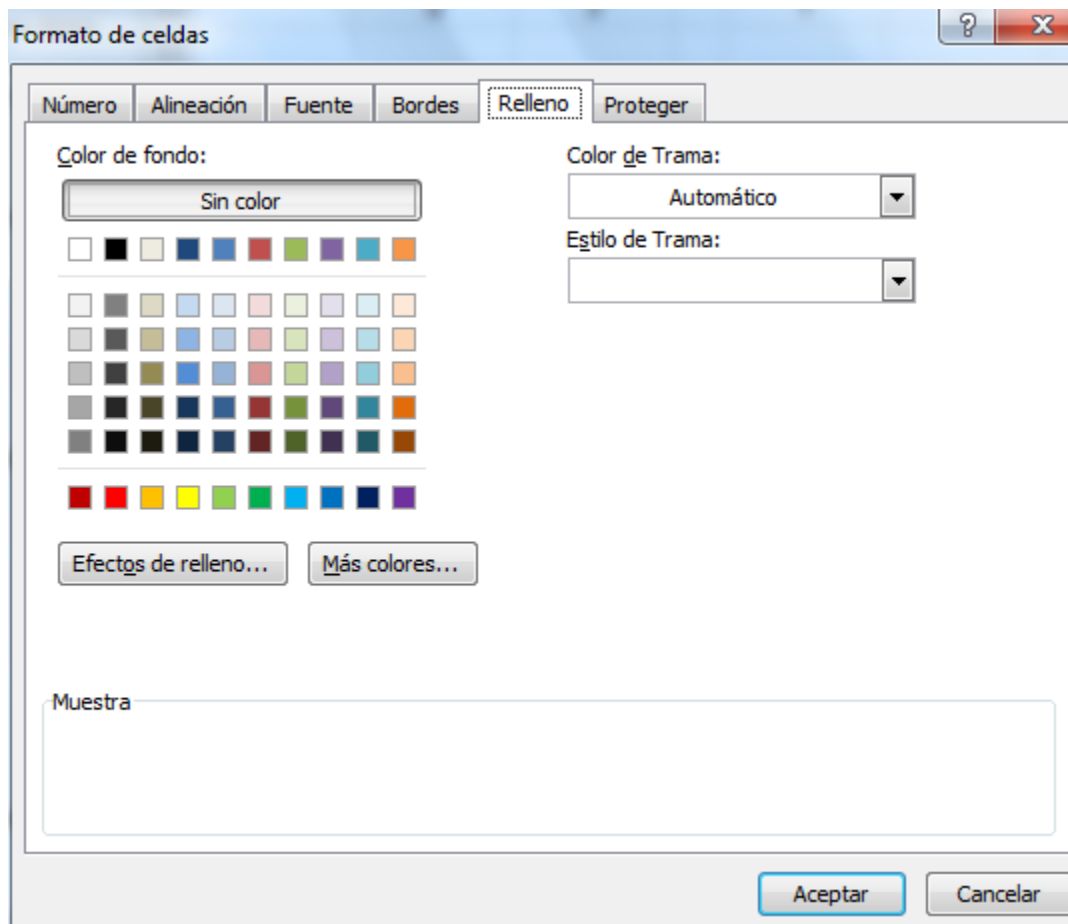 Formato de celdas
Número Alineación Fuente Bordes Relleno Proteger
Color de fondo:
Sin color
Color de Trama:
Automático
Estilo de Trama:
Efectos de relleno... Más colores...
Muestra
Aceptar Cancelar